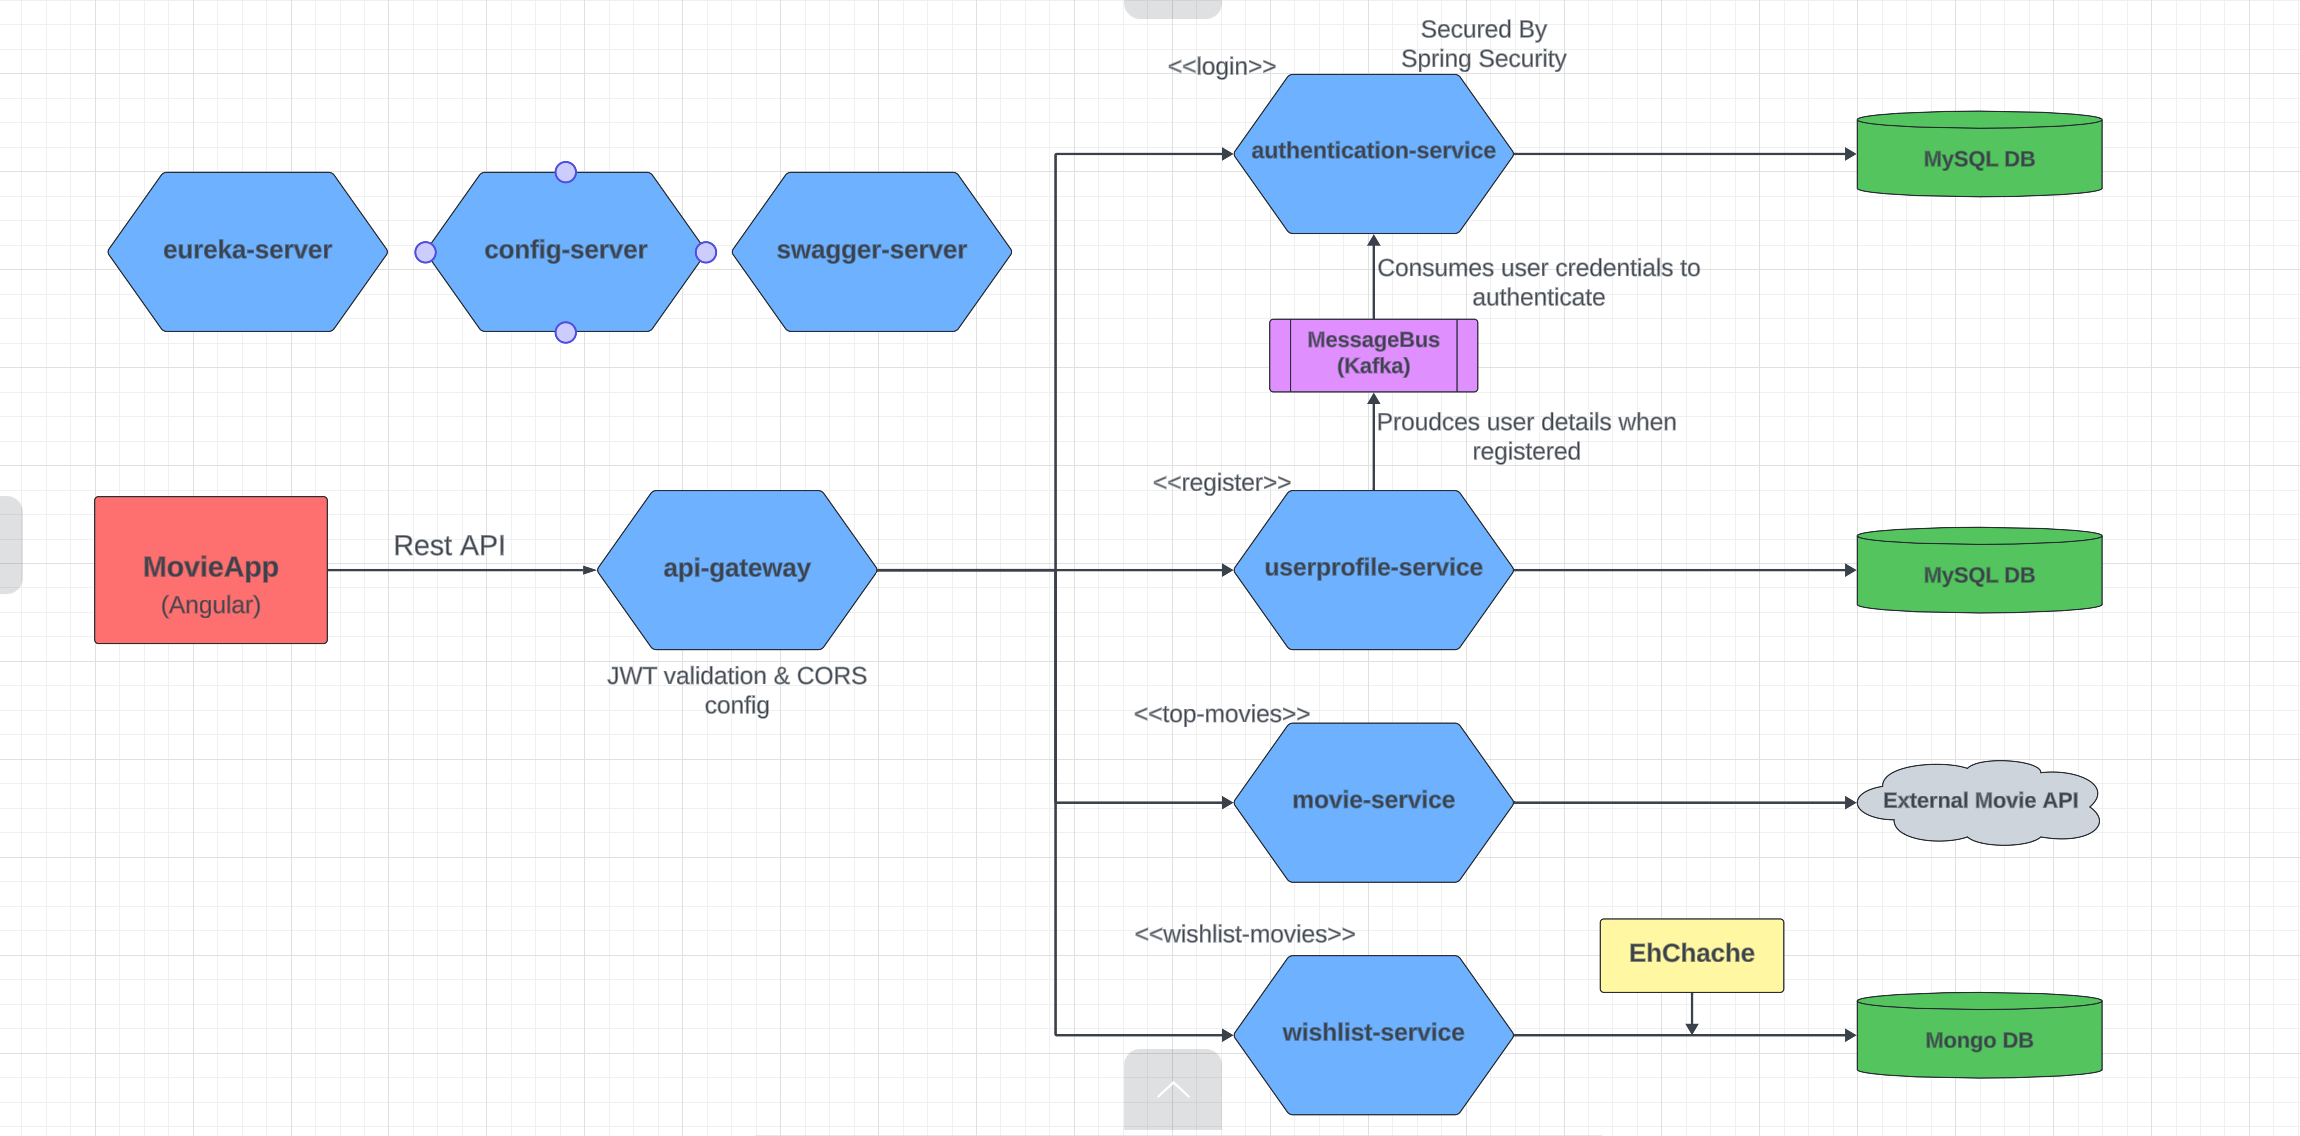 Secured By
Spring Security
<<login>>
authentication-service
MySQL DB
eureka-server
config-server
swagger-server
Consumes user credentials to
authenticate
MessageBus
(Kafka)
Proudces user details when
registered
<<register>>
MovieApp
(Angular)
Rest API
api-gateway
JWT validation & CORS
config
userprofile-service
MySQL DB
<<top-movies>>
movie-service
External Movie API
<<wishlist-movies>>
EhChache
wishlist-service
Mongo DB